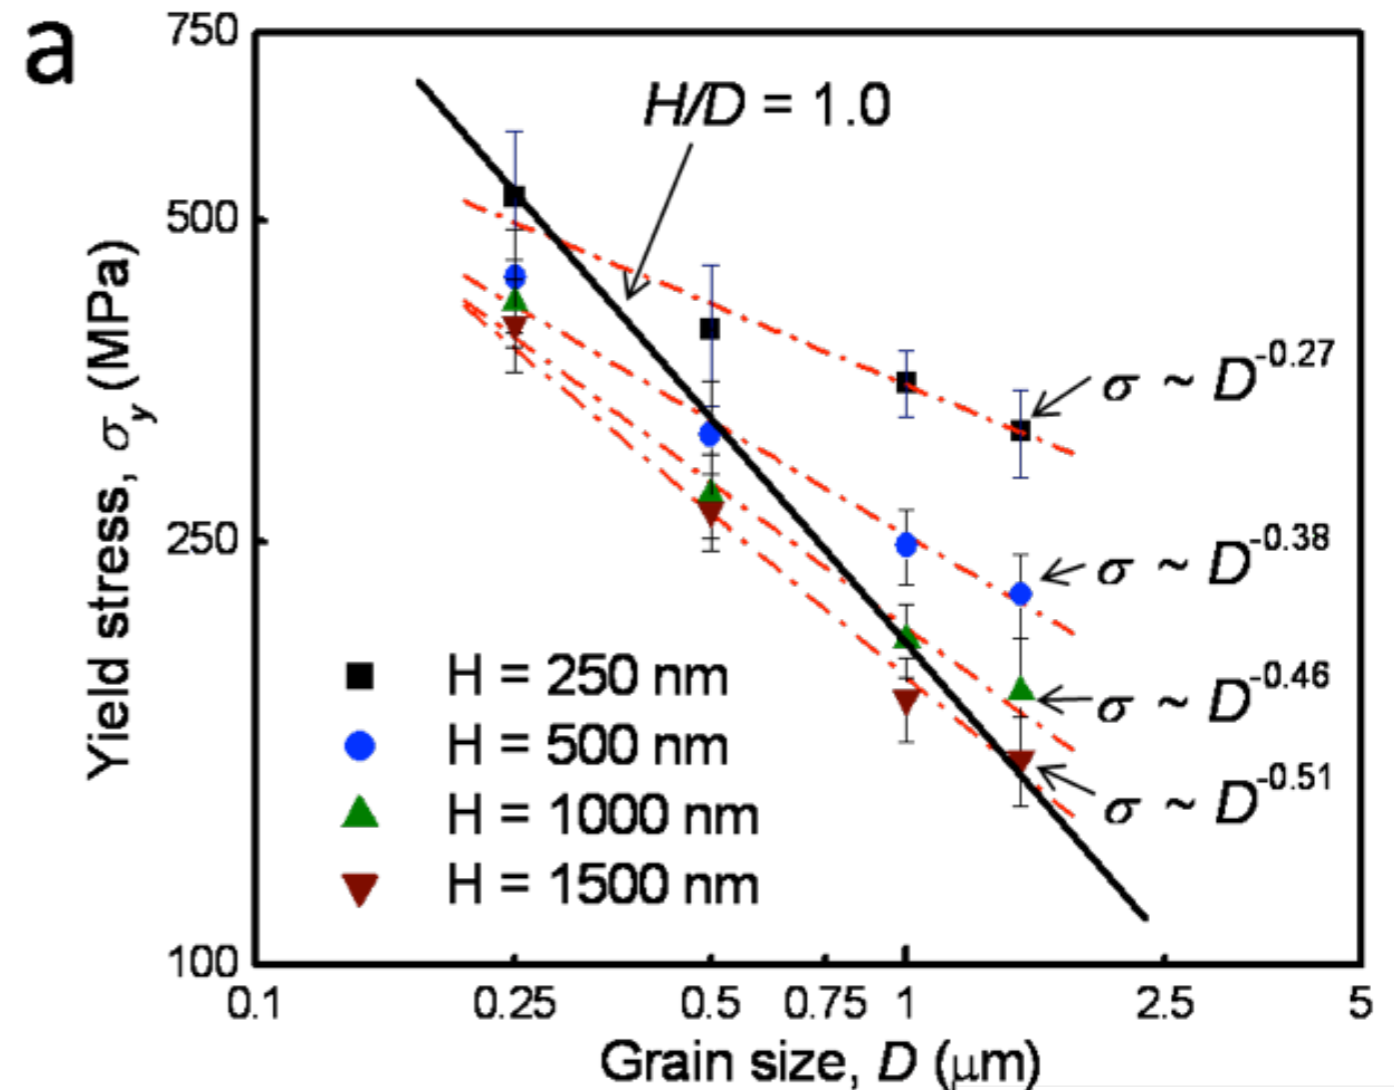 a
750
500
250
100
Yield stress, σy (MPa)
H/D = 1.0
σ ~ D-0.27
σ ~ D-0.38
σ ~ D-0.46
σ ~ D-0.51
H = 250 nm
H = 500 nm
H = 1000 nm
H = 1500 nm
0.1 0.25 0.5 0.75 1 2.5 5
Grain size, D (μm)